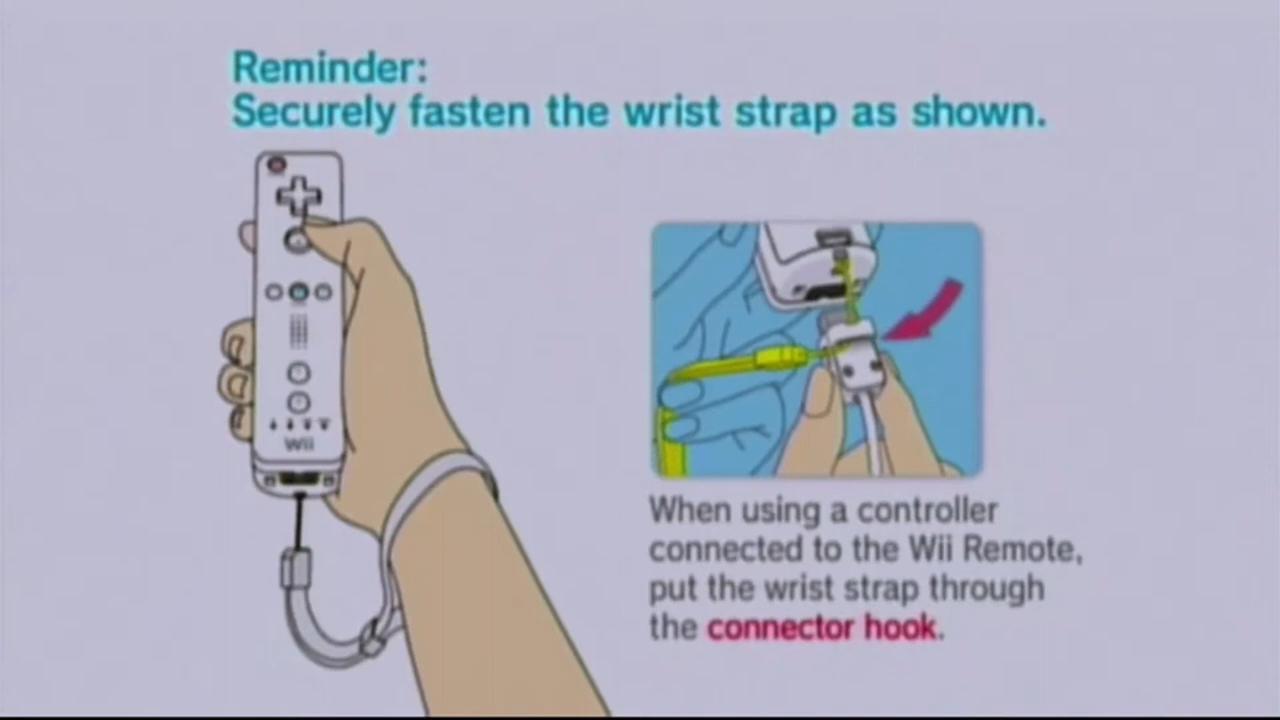 Reminder:
Securely fasten the wrist strap as shown.
Wii
When using a controller
connected to the Wii Remote,
put the wrist strap through
the connector hook.